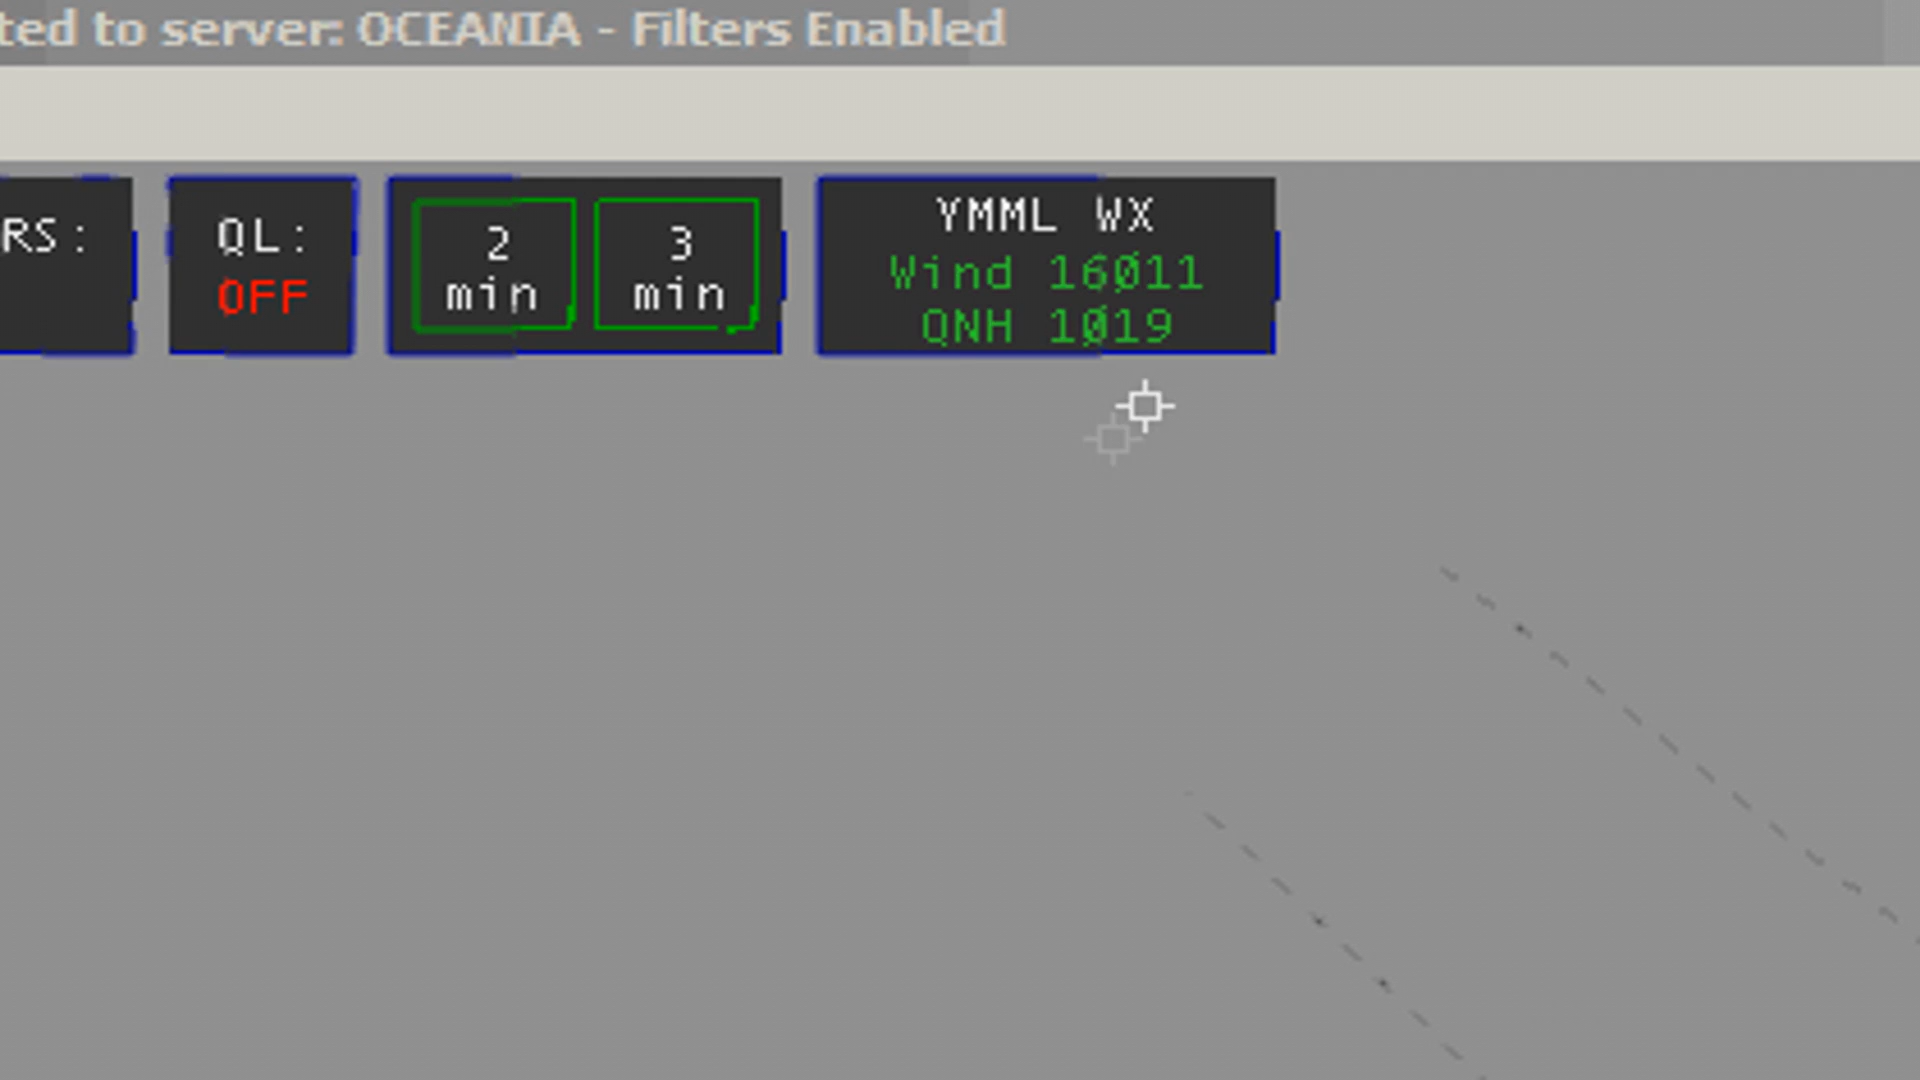 ted to server: OCEANIA - Filters Enabled
RS:
QL:
OFF
2
min
3
min
YMML WX
Wind 16011
QNH 1019